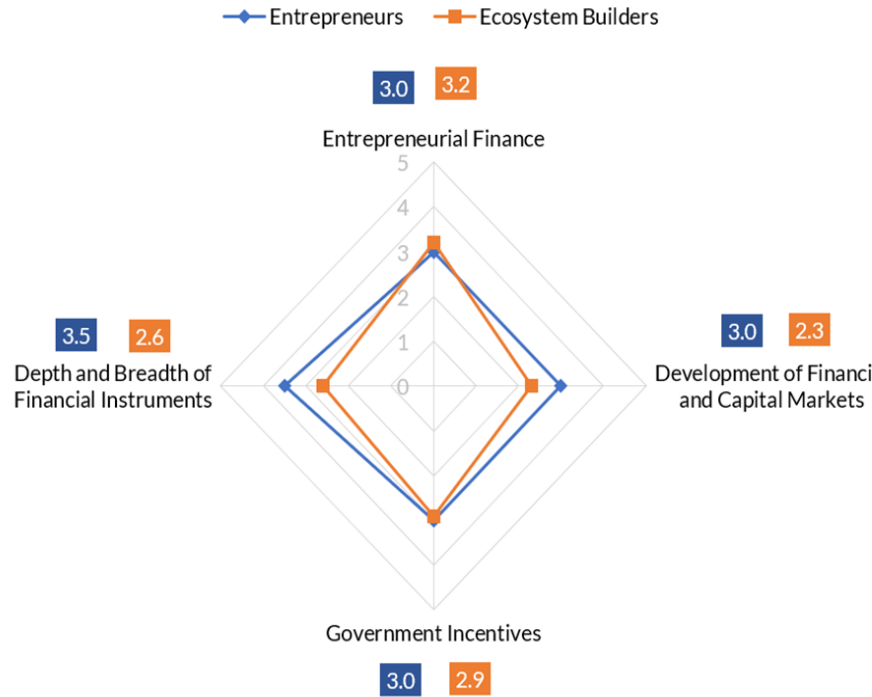 Entrepreneurs Ecosystem Builders
3.0 3.2
Entrepreneurial Finance
5
4
3
2
1
0
3.5 2.6
Depth and Breadth of
Financial Instruments
3.0 2.3
Development of Financi
and Capital Markets
Government Incentives
3.0 2.9